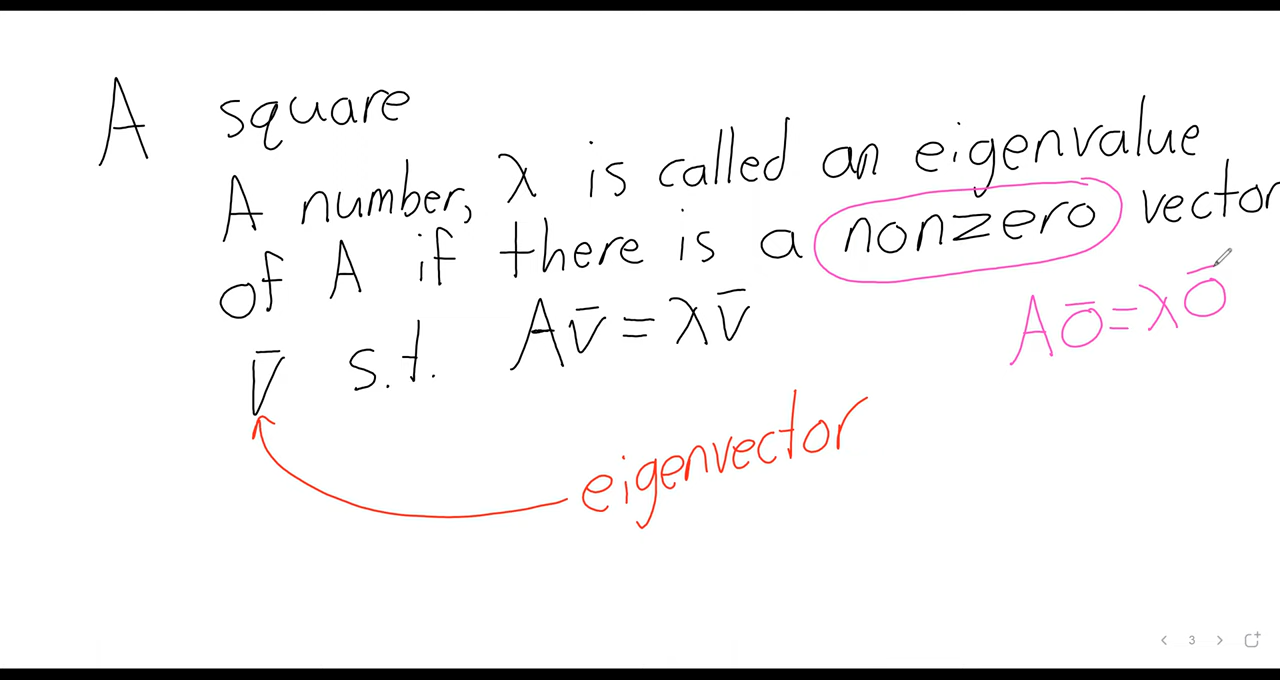 A square
A number, λ is called an eigenvalue
of A if there is a nonzero vector
v̄ s.t. Av̄ = λv̄
A0̄ = λ0̄
eigenvector
3